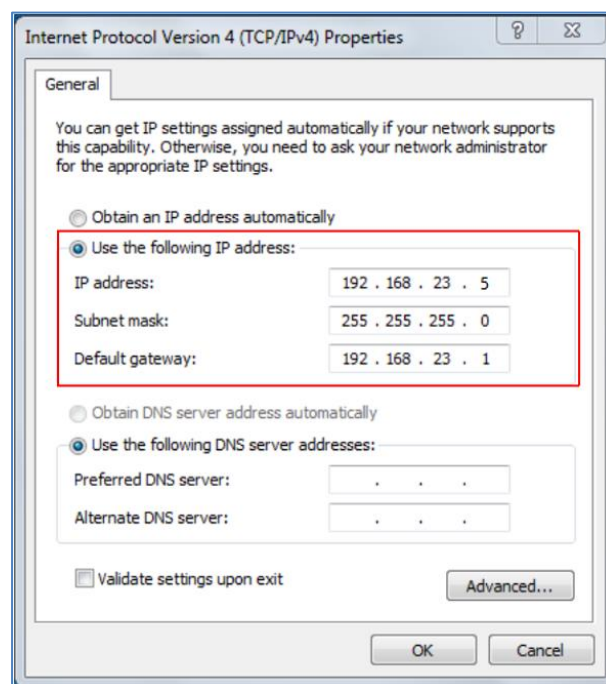 Internet Protocol Version 4 (TCP/IPv4) Properties
General
You can get IP settings assigned automatically if your network supports
this capability. Otherwise, you need to ask your network administrator
for the appropriate IP settings.
Obtain an IP address automatically
Use the following IP address:
IP address: 192 . 168 . 23 . 5
Subnet mask: 255 . 255 . 255 . 0
Default gateway: 192 . 168 . 23 . 1
Obtain DNS server address automatically
Use the following DNS server addresses:
Preferred DNS server: . . .
Alternate DNS server: . . .
Validate settings upon exit
Advanced...
OK Cancel